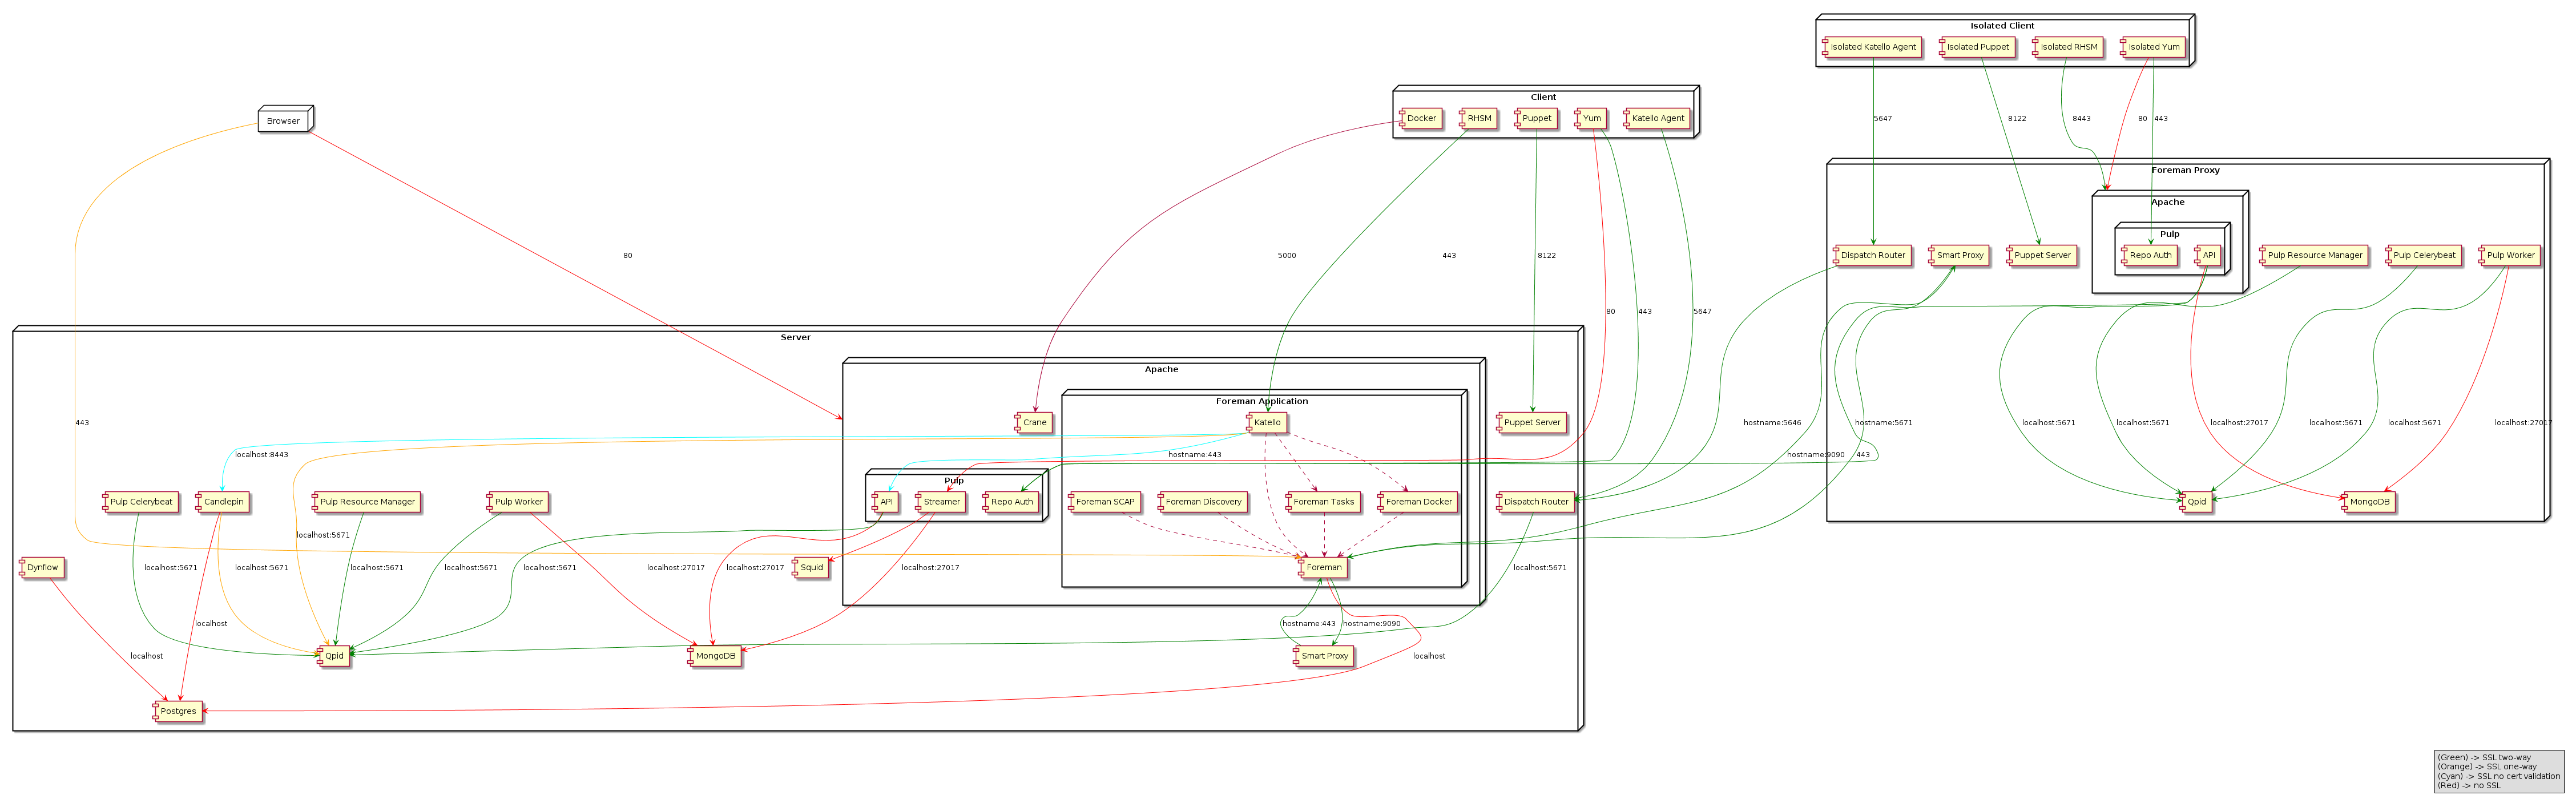 Isolated Client
Isolated Katello Agent
Isolated Puppet
Isolated RHSM
Isolated Yum
Client
Docker
RHSM
Puppet
Yum
Katello Agent
Browser
5647
8122
8443
80
443
Foreman Proxy
Apache
Pulp
Dispatch Router
Smart Proxy
Puppet Server
Repo Auth
API
Pulp Resource Manager
Pulp Celerybeat
Pulp Worker
80
5000
443
8122
80
443
5647
Server
Apache
Foreman Application
443
Crane
Katello
Puppet Server
hostname:5646
hostname:5671
localhost:5671
localhost:5671
localhost:27017
localhost:5671
localhost:5671
localhost:27017
localhost:8443
hostname:443
hostname:9090
443
Pulp
Pulp Celerybeat
Candlepin
Pulp Resource Manager
Pulp Worker
API
Streamer
Repo Auth
Foreman SCAP
Foreman Discovery
Foreman Tasks
Foreman Docker
Dispatch Router
Qpid
MongoDB
localhost:5671
Dynflow
localhost:5671
localhost:5671
localhost:5671
localhost:5671
localhost:5671
localhost:27017
localhost:27017
Squid
localhost:27017
Foreman
localhost:5671
localhost
hostname:443
hostname:9090
localhost
Qpid
MongoDB
Smart Proxy
localhost
Postgres
(Green) -> SSL two-way
(Orange) -> SSL one-way
(Cyan) -> SSL no cert validation
(Red) -> no SSL